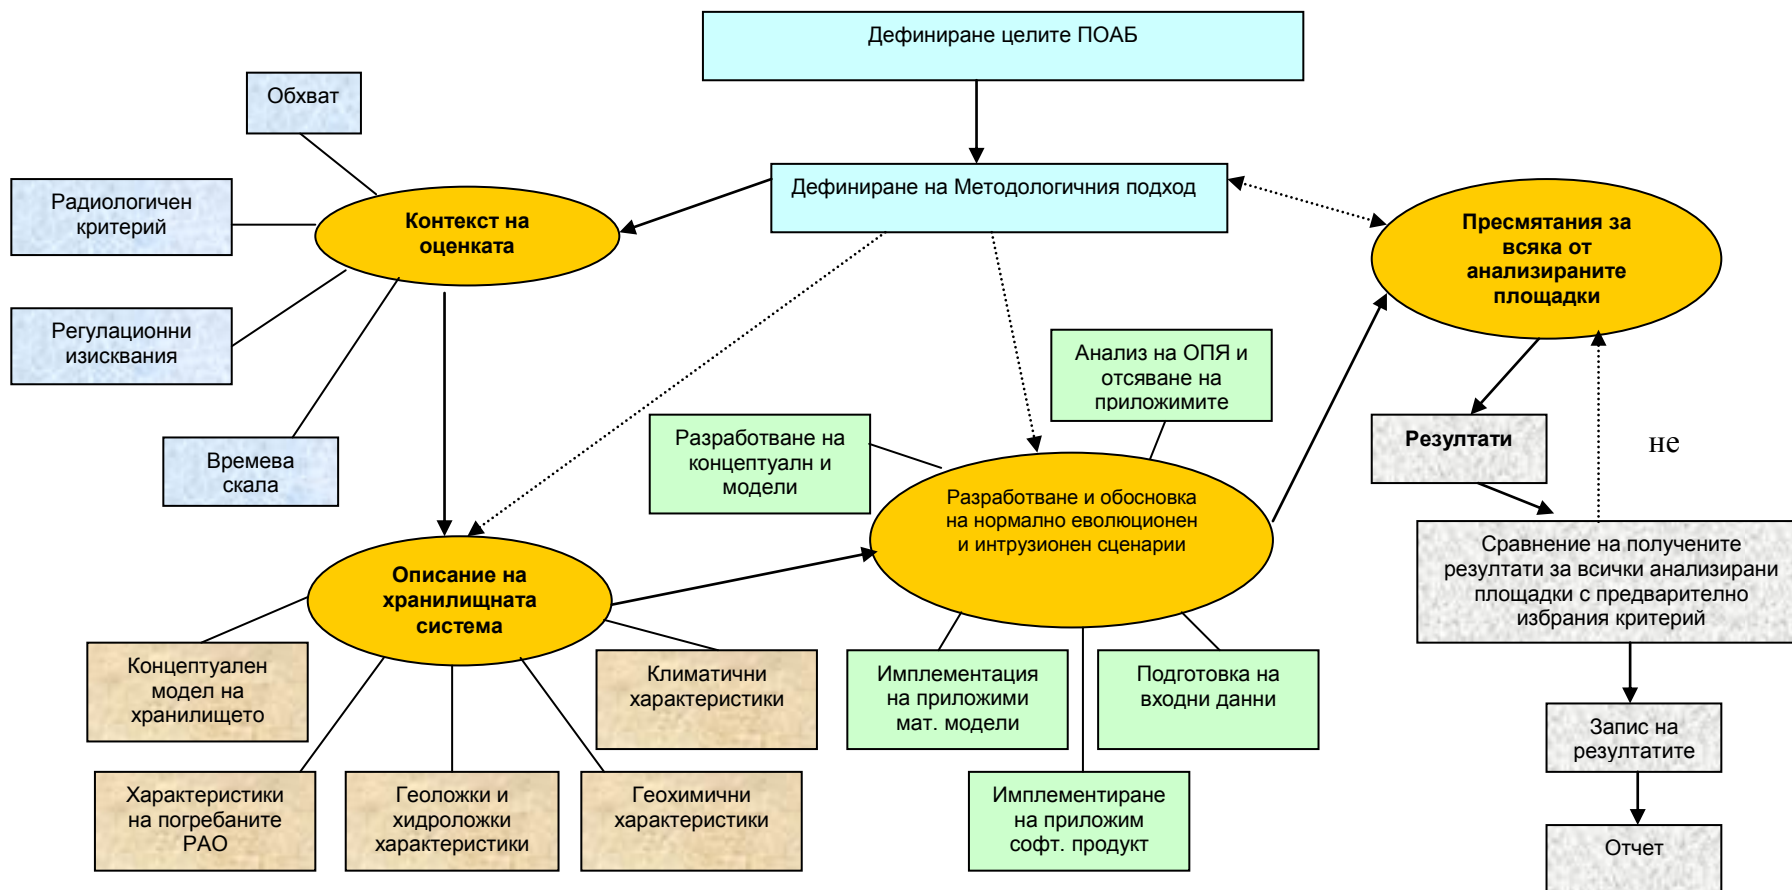 Дефиниране целите ПОАБ
Обхват
Дефиниране на Методологичния подход
Радиологичен
критерий
Контекст на
оценката
Пресмятания за
всяка от
анализираните
площадки
Регулационни
изисквания
Времева
скала
Анализ на ОПЯ и
отсяване на
приложимите
Разработване на
концептуалн и
модели
Резултати
не
Разработване и обосновка
на нормално еволюционен
и интрузионен сценарии
Сравнение на получените
резултати за всички анализирани
площадки с предварително
избрания критерий
Описание на
хранилищната
система
Концептуален
модел на
хранилището
Климатични
характеристики
Имплементация
на приложими
мат. модели
Подготовка на
входни данни
Запис на
резултатите
Характеристики
на погребаните
РАО
Геоложки и
хидроложки
характеристики
Геохимични
характеристики
Имплементиране
на приложим
софт. продукт
Отчет